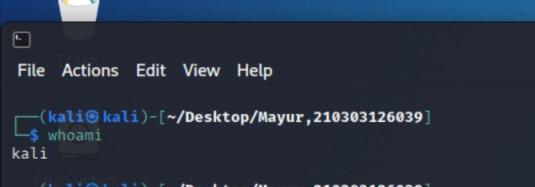 File Actions Edit View Help
┌──(kali㉿kali)-[~/Desktop/Mayur,210303126039]
└─$ whoami
kali